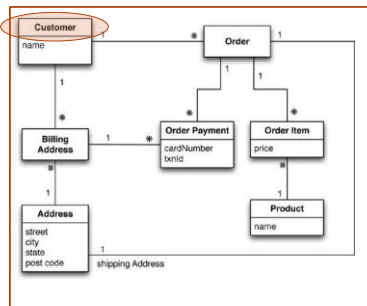 Customer
name
1
*
Order
1
1
1
1
*
*
*
Billing
Address
1
*
Order Payment
cardNumber
txnId
Order Item
price
*
1
*
1
Address
street
city
state
post code
Product
name
1
shipping Address